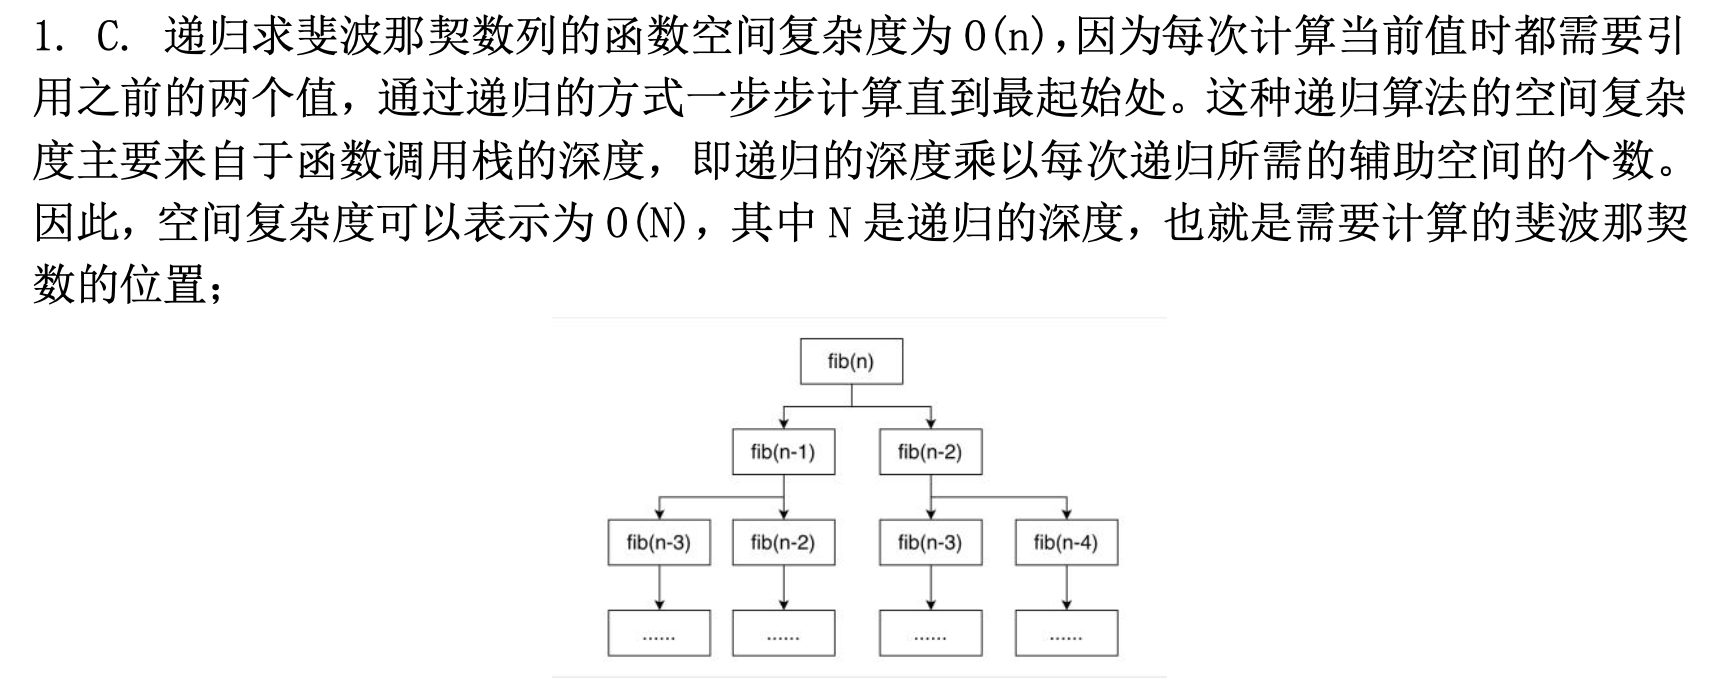 1. C. 递归求斐波那契数列的函数空间复杂度为 O(n),因为每次计算当前值时都需要引
用之前的两个值，通过递归的方式一步步计算直到最起始处。这种递归算法的空间复杂
度主要来自于函数调用栈的深度，即递归的深度乘以每次递归所需的辅助空间的个数。
因此，空间复杂度可以表示为 O(N)，其中 N 是递归的深度，也就是需要计算的斐波那契
数的位置；
fib(n)
fib(n-1) fib(n-2)
fib(n-3) fib(n-2) fib(n-3) fib(n-4)
...... ...... ...... ......